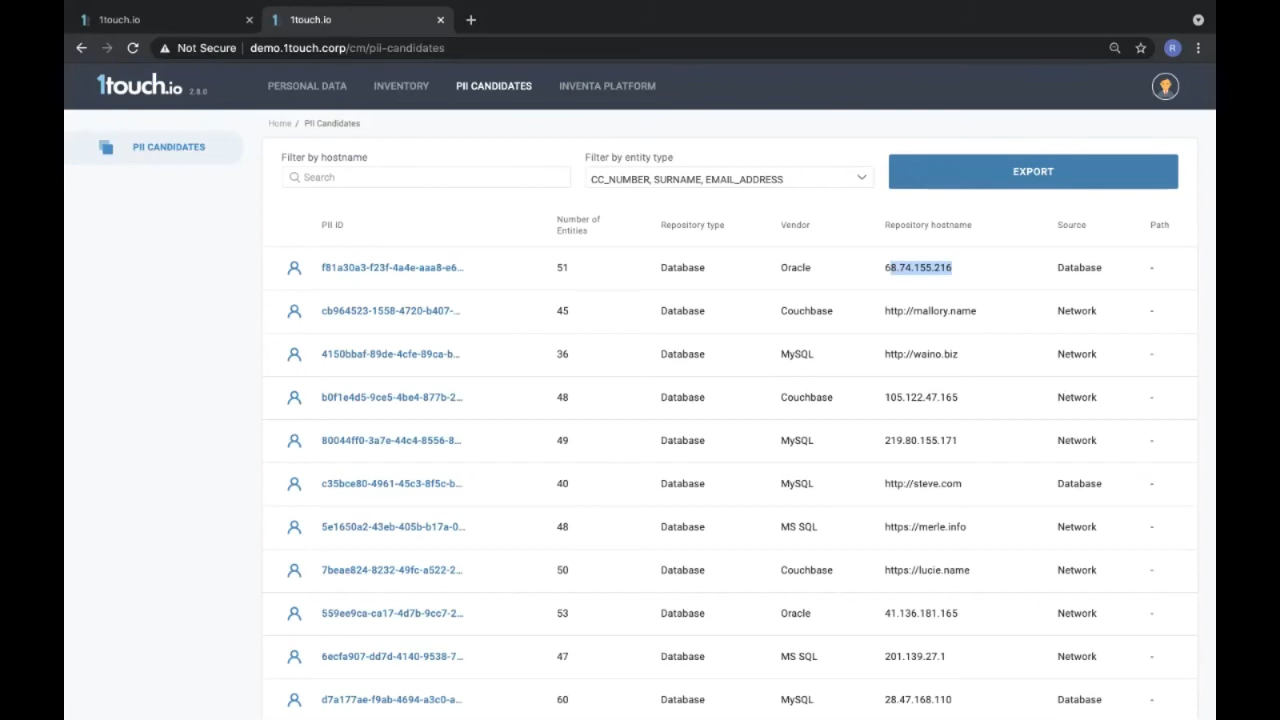 1touch.io
1touch.io
Not Secure demo.1touch.corp/cm/pii-candidates R
1touch.io 2.8.0 PERSONAL DATA INVENTORY PII CANDIDATES INVENTA PLATFORM
Home / PII Candidates
PII CANDIDATES
Filter by hostname Filter by entity type
Search CC_NUMBER, SURNAME, EMAIL_ADDRESS EXPORT
PII ID Number of Entities Repository type Vendor Repository hostname Source Path
f81a30a3-f23f-4a4e-aaa8-e6... 51 Database Oracle 68.74.155.216 Database -
cb964523-1558-4720-b407-... 45 Database Couchbase http://mallory.name Network -
4150bbaf-89de-4cfe-89ca-b... 36 Database MySQL http://waino.biz Network -
b0f1e4d5-9ce5-4be4-877b-2... 48 Database Couchbase 105.122.47.165 Network -
80044ff0-3a7e-44c4-8556-8... 49 Database MySQL 219.80.155.171 Network -
c35bce80-4961-45c3-8f5c-b... 40 Database MySQL http://steve.com Database -
5e1650a2-43eb-405b-b17a-0... 48 Database MS SQL https://merle.info Network -
7beae824-8232-49fc-a522-2... 50 Database Couchbase https://lucie.name Network -
559ee9ca-ca17-4d7b-9cc7-2... 53 Database Oracle 41.136.181.165 Network -
6ecfa907-dd7d-4140-9538-7... 47 Database MS SQL 201.139.27.1 Network -
d7a177ae-f9ab-4694-a3c0-a... 60 Database MySQL 28.47.168.110 Database -